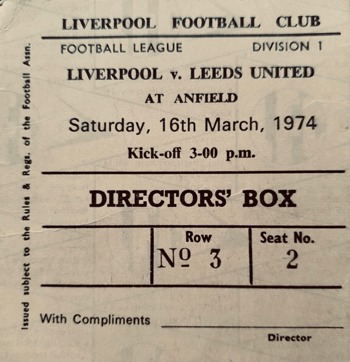 LIVERPOOL FOOTBALL CLUB
FOOTBALL LEAGUE DIVISION 1
LIVERPOOL v. LEEDS UNITED
AT ANFIELD
Saturday, 16th March, 1974
Kick-off 3-00 p.m.
DIRECTORS' BOX
Row Seat No.
Nº 3 2
With Compliments
Director
Issued subject to the Rules & Regs. of the Football Assn.